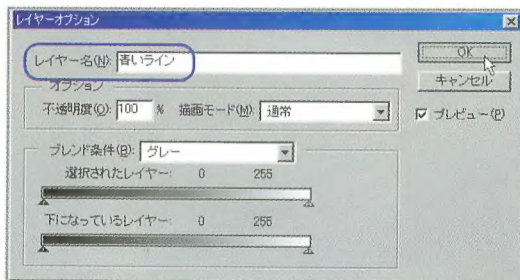 レイヤーオプション
レイヤー名(N): 青いライン
OK
オプション
キャンセル
不透明度(O): 100 % 描画モード(M): 通常
プレビュー(P)
ブレンド条件(B): グレー
選択されたレイヤー: 0 255
下になっているレイヤー: 0 255